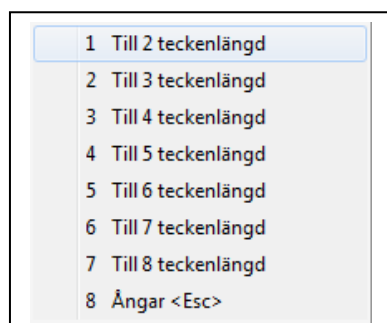 1 Till 2 teckenlängd
2 Till 3 teckenlängd
3 Till 4 teckenlängd
4 Till 5 teckenlängd
5 Till 6 teckenlängd
6 Till 7 teckenlängd
7 Till 8 teckenlängd
8 Ångar <Esc>